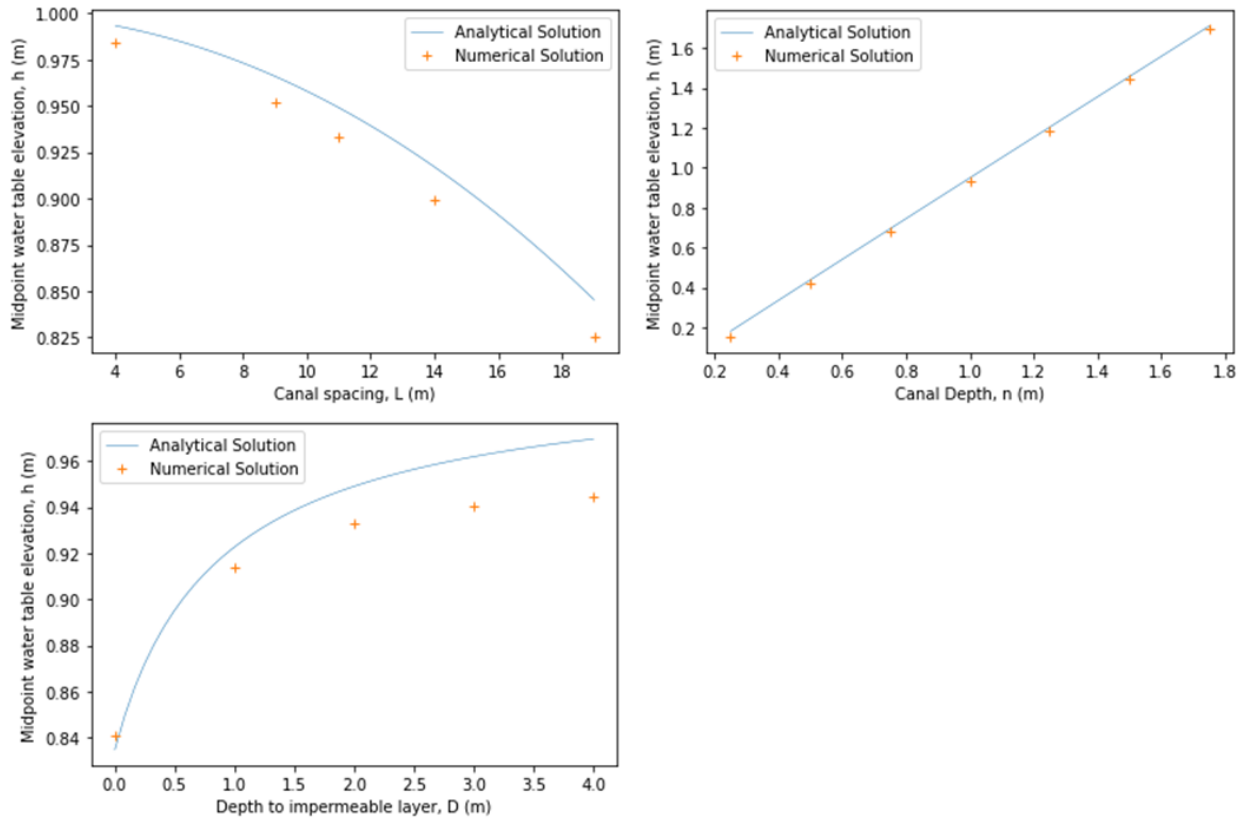 1.000
0.975
0.950
0.925
0.900
0.875
0.850
0.825
Midpoint water table elevation, h (m)
Analytical Solution
Numerical Solution
4 6 8 10 12 14 16 18
Canal spacing, L (m)
1.6
1.4
1.2
1.0
0.8
0.6
0.4
0.2
Midpoint water table elevation, h (m)
Analytical Solution
Numerical Solution
0.2 0.4 0.6 0.8 1.0 1.2 1.4 1.6 1.8
Canal Depth, n (m)
0.96
0.94
0.92
0.90
0.88
0.86
0.84
Midpoint water table elevation, h (m)
Analytical Solution
Numerical Solution
0.0 0.5 1.0 1.5 2.0 2.5 3.0 3.5 4.0
Depth to impermeable layer, D (m)